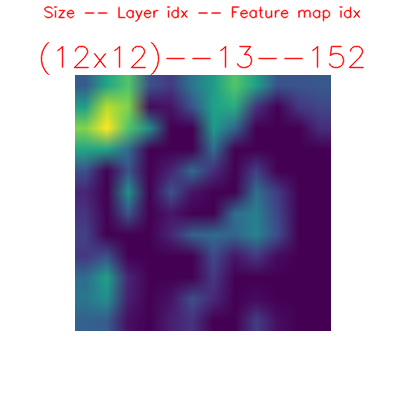 Size -- Layer idx -- Feature map idx
(12x12)--13--152